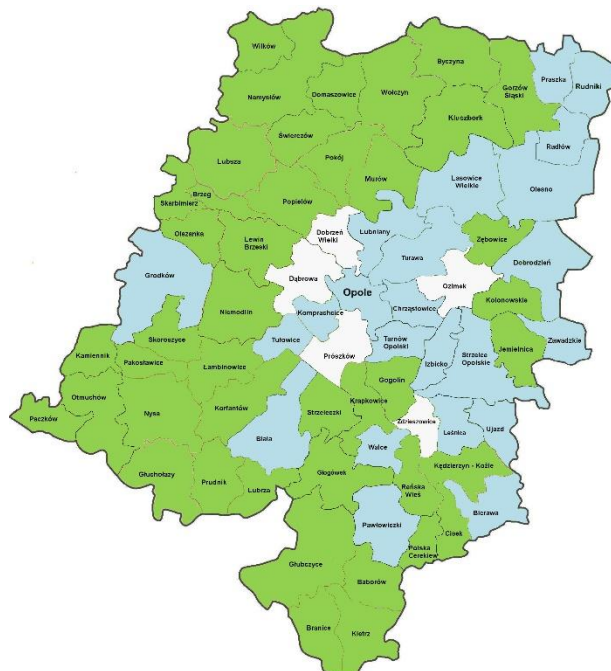 Wilków
Byczyna
Praszka
Rudniki
Gorzów
Śląski
Namysłów
Domaszowice
Wołczyn
Kluczbork
Świerczów
Radłów
Lubsza
Pokój
Murów
Lasowice
Wielkie
Olesno
Brzeg
Skarbimierz
Popielów
Dobrzeń
Wielki
Łubniany
Olszanka
Lewin
Brzeski
Turawa
Zębowice
Dobrodzień
Grodków
Dąbrowa
Opole
Ozimek
Kolonowskie
Niemodlin
Komprachcice
Chrząstowice
Skoroszyce
Tułowice
Tarnów
Opolski
Zawadzkie
Jemielnica
Kamiennik
Pakosławice
Łambinowice
Prószków
Izbicko
Strzelce
Opolskie
Gogolin
Otmuchów
Korfantów
Strzeleczki
Krapkowice
Zdzieszowice
Paczków
Nysa
Biała
Walce
Leśnica
Ujazd
Głuchołazy
Prudnik
Lubrza
Głogówek
Kędzierzyn - Koźle
Reńska
Wieś
Bierawa
Pawłowiczki
Cisek
Polska
Cerekiew
Głubczyce
Baborów
Branice
Kietrz